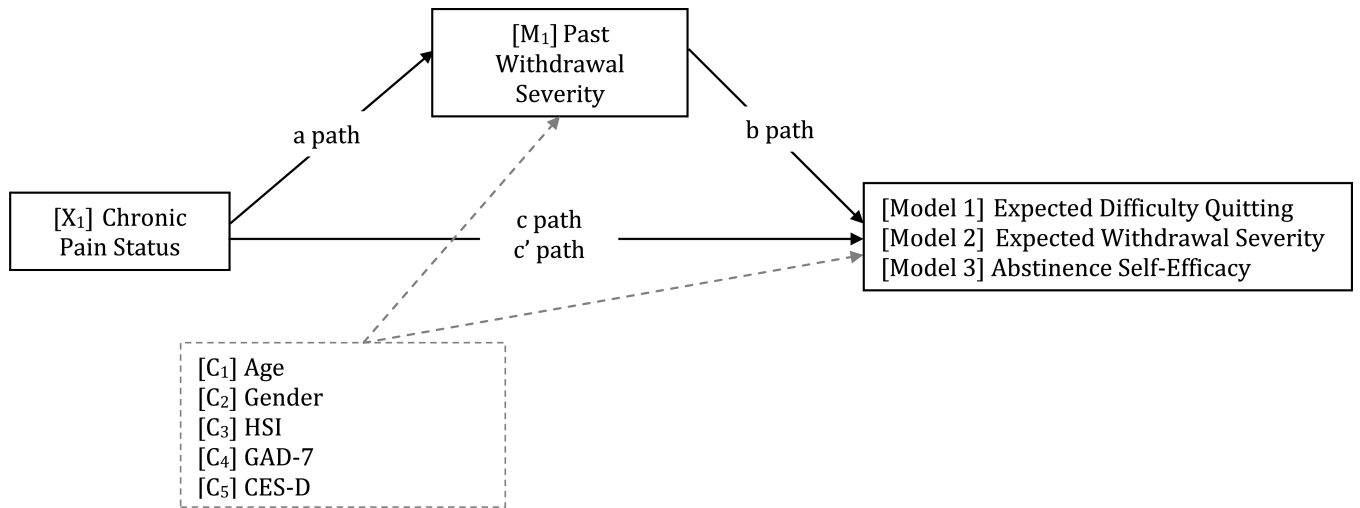 [M₁] Past
Withdrawal
Severity
a path
b path
[X₁] Chronic
Pain Status
c path
c’ path
[Model 1] Expected Difficulty Quitting
[Model 2] Expected Withdrawal Severity
[Model 3] Abstinence Self-Efficacy
[C₁] Age
[C₂] Gender
[C₃] HSI
[C₄] GAD-7
[C₅] CES-D